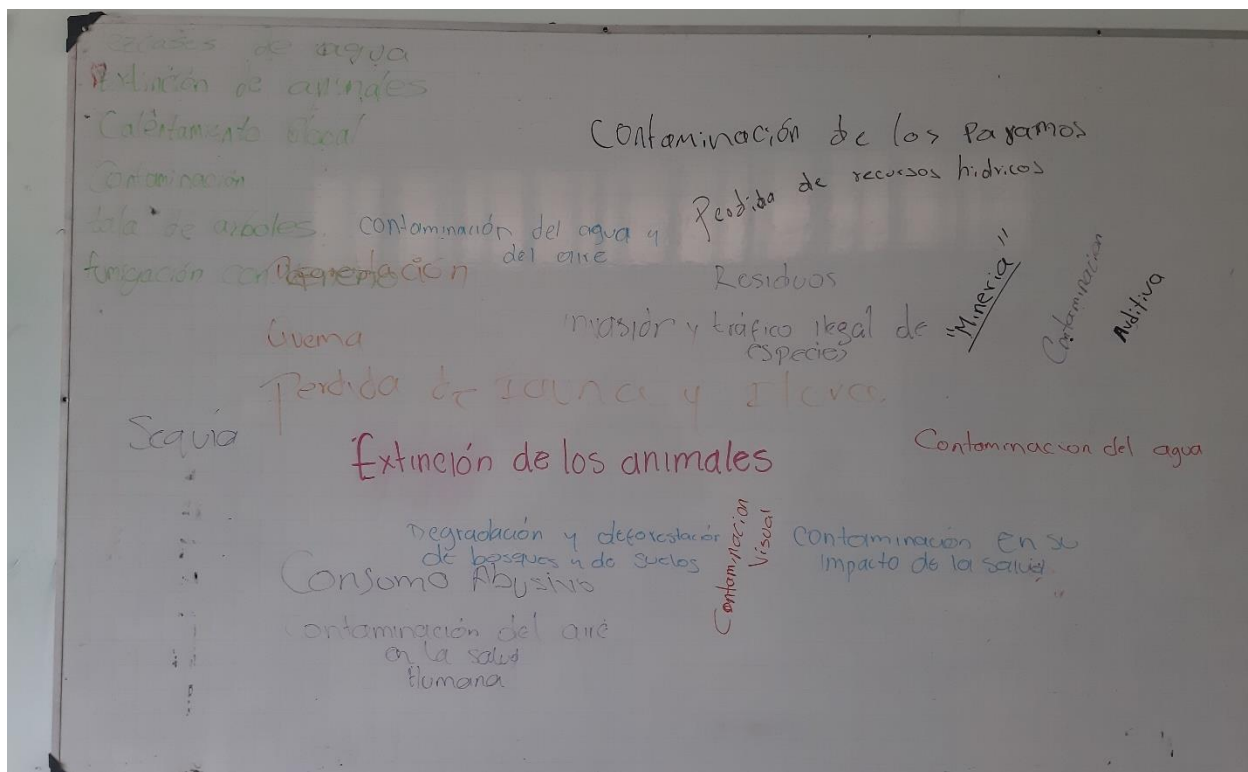 de agua
Extinción de animales
Calentamiento Global
Contaminación
tala de arboles
fumigación con
Contaminación de los Paramos
Perdida de recursos hidricos
contaminación del agua y
del aire
Residuos
"Mineria"
Contaminacion
Auditiva
invasión y tráfico ilegal de
especies
Quema
Perdida de fauna y flora
Sequia
Extinción de los animales
Contaminacion del agua
Degradación y deforestación
de bosques y de suelos
Contaminacion
Visual
contaminación en su
impacto de la salud
Consumo Abusivo
contaminación del aire
en la salud
Humana